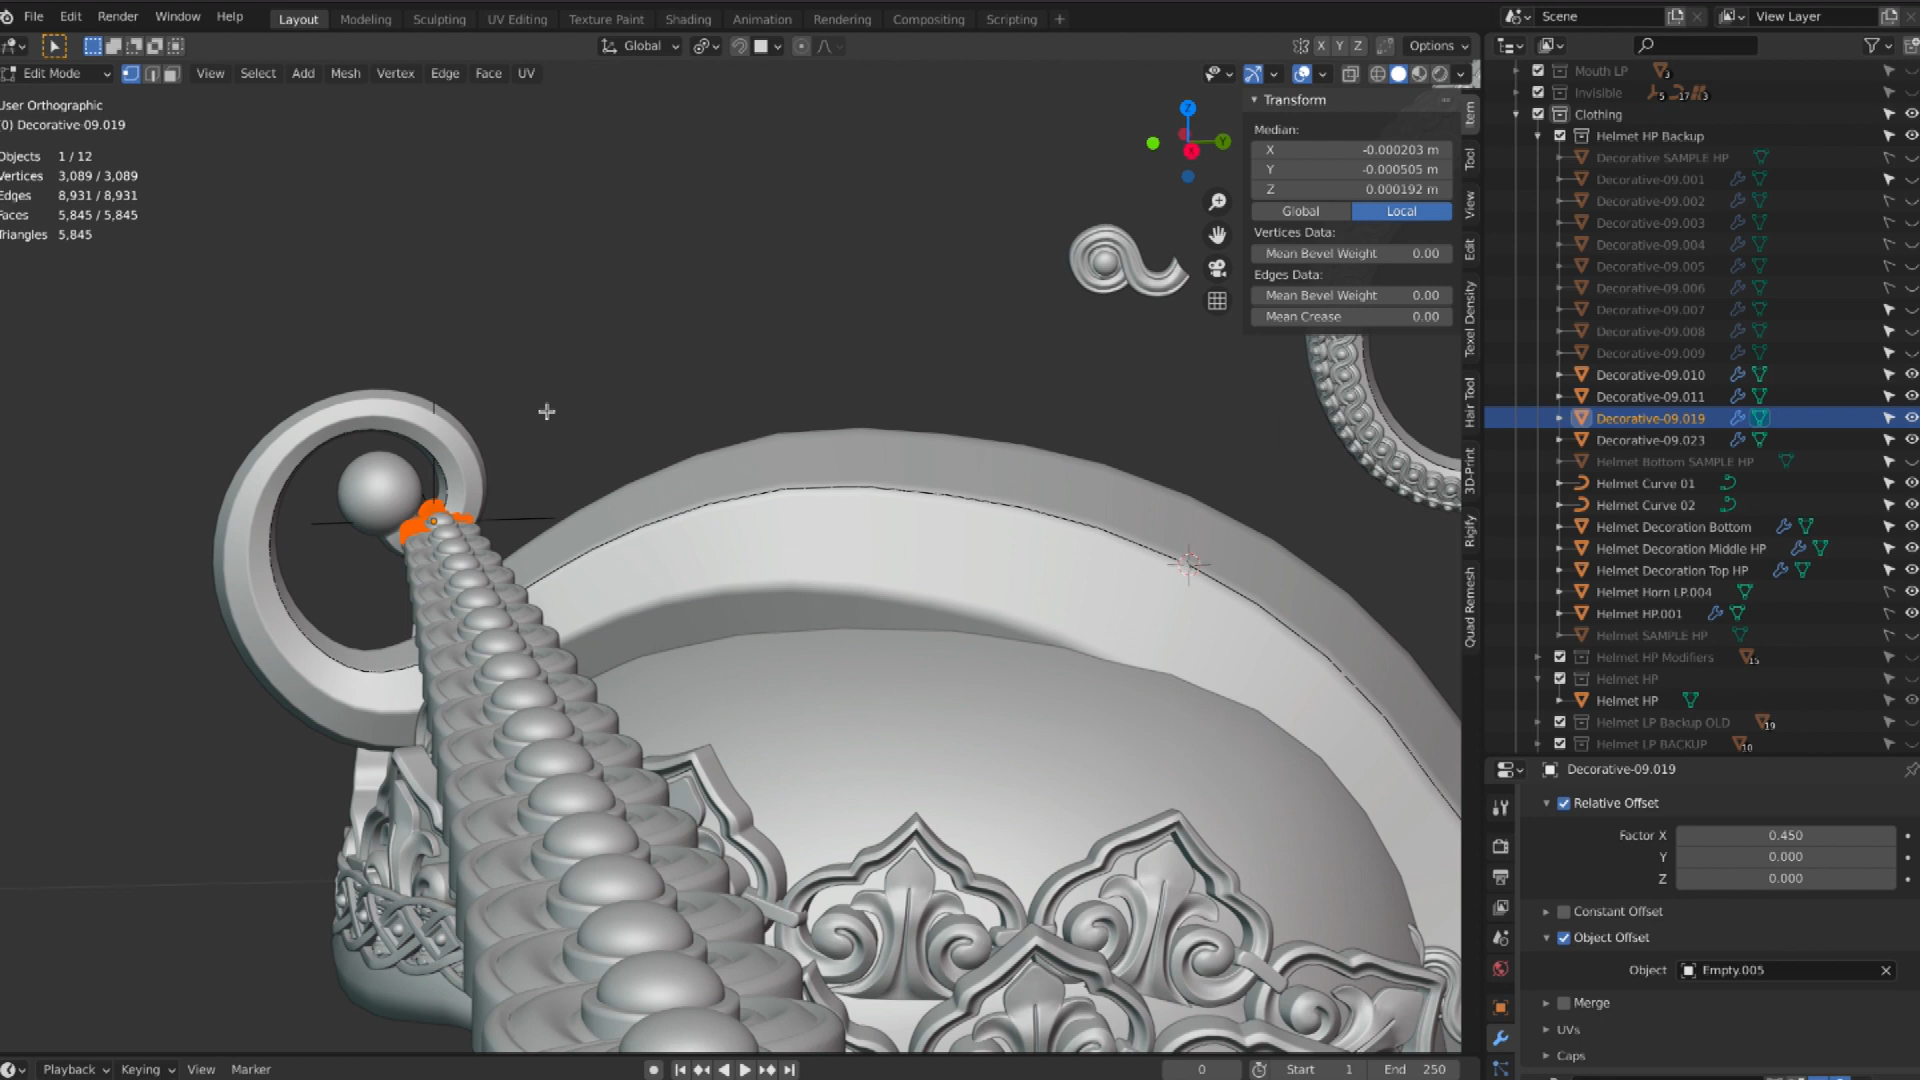 File Edit Render Window Help Layout Modeling Sculpting UV Editing Texture Paint Shading Animation Rendering Compositing Scripting + Scene View Layer
Global X Y Z Options
Edit Mode View Select Add Mesh Vertex Edge Face UV
User Orthographic
(0) Decorative-09.019
Objects 1 / 12
Vertices 3,089 / 3,089
Edges 8,931 / 8,931
Faces 5,845 / 5,845
Triangles 5,845
Z
Y
X
Transform
Median:
X -0.000203 m
Y -0.000505 m
Z 0.000192 m
Global Local
Vertices Data:
Mean Bevel Weight 0.00
Edges Data:
Mean Bevel Weight 0.00
Mean Crease 0.00
Item
Tool
View
Edit
Texel Density
Hair Tool
3D-Print
Rigify
Quad Remesh
Mouth LP 3
Invisible 5 17 3
Clothing
Helmet HP Backup
Decorative SAMPLE HP
Decorative-09.001
Decorative-09.002
Decorative-09.003
Decorative-09.004
Decorative-09.005
Decorative-09.006
Decorative-09.007
Decorative-09.008
Decorative-09.009
Decorative-09.010
Decorative-09.011
Decorative-09.019
Decorative-09.023
Helmet Bottom SAMPLE HP
Helmet Curve 01
Helmet Curve 02
Helmet Decoration Bottom
Helmet Decoration Middle HP
Helmet Decoration Top HP
Helmet Horn LP.004
Helmet HP.001
Helmet SAMPLE HP
Helmet HP Modifiers 15
Helmet HP
Helmet HP
Helmet LP Backup OLD 19
Helmet LP BACKUP 10
Decorative-09.019
Relative Offset
Factor X 0.450
Y 0.000
Z 0.000
Constant Offset
Object Offset
Object Empty.005
Merge
UVs
Caps
Playback Keying View Marker 0 Start 1 End 250